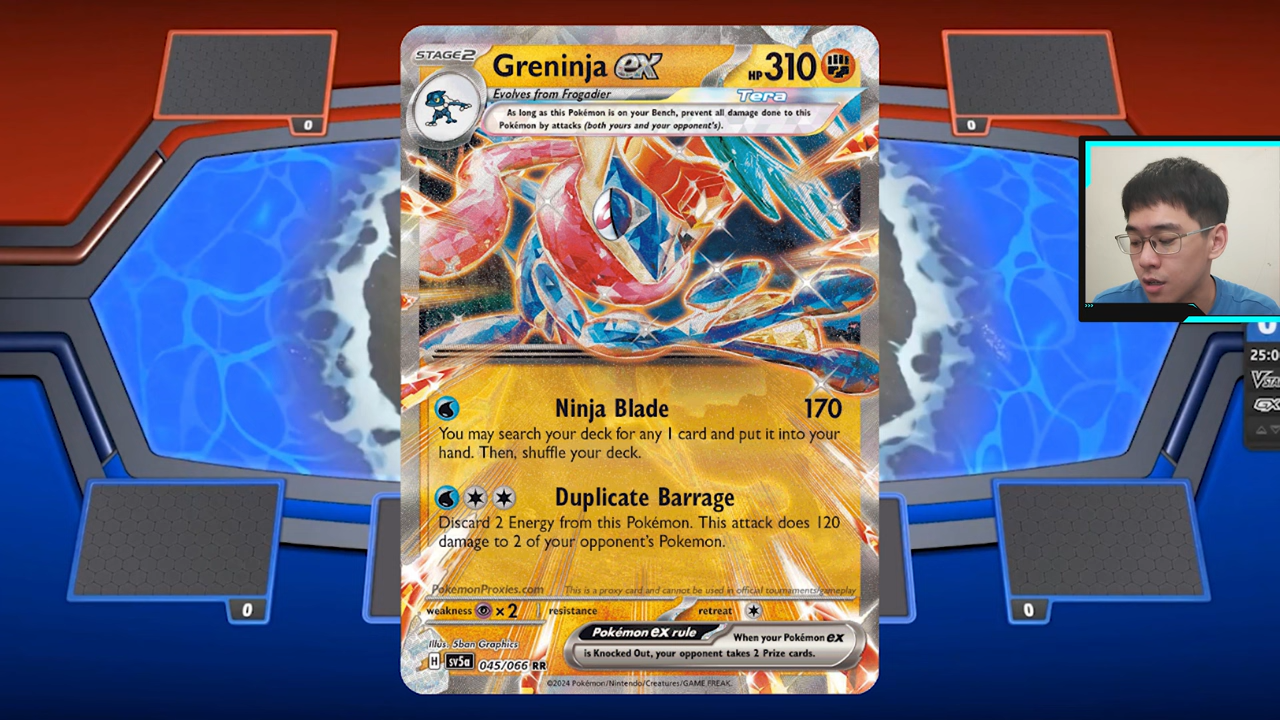 STAGE2
Greninja ex
HP 310
Evolves from Frogadier
Tera
As long as this Pokémon is on your Bench, prevent all damage done to this
Pokémon by attacks (both yours and your opponent's).
Ninja Blade 170
You may search your deck for any 1 card and put it into your
hand. Then, shuffle your deck.
Duplicate Barrage
Discard 2 Energy from this Pokémon. This attack does 120
damage to 2 of your opponent's Pokemon.
PokemonProxies.com This is a proxy card and cannot be used in official tournaments/gameplay
weakness ×2 resistance retreat
Pokémon ex rule
When your Pokémon ex
is Knocked Out, your opponent takes 2 Prize cards.
Illus. Sban Graphics
H sv5a 045/066 RR
©2024 Pokémon/Nintendo/Creatures/GAME FREAK.
0
0
0
0
0
25:0
VSTA
GX